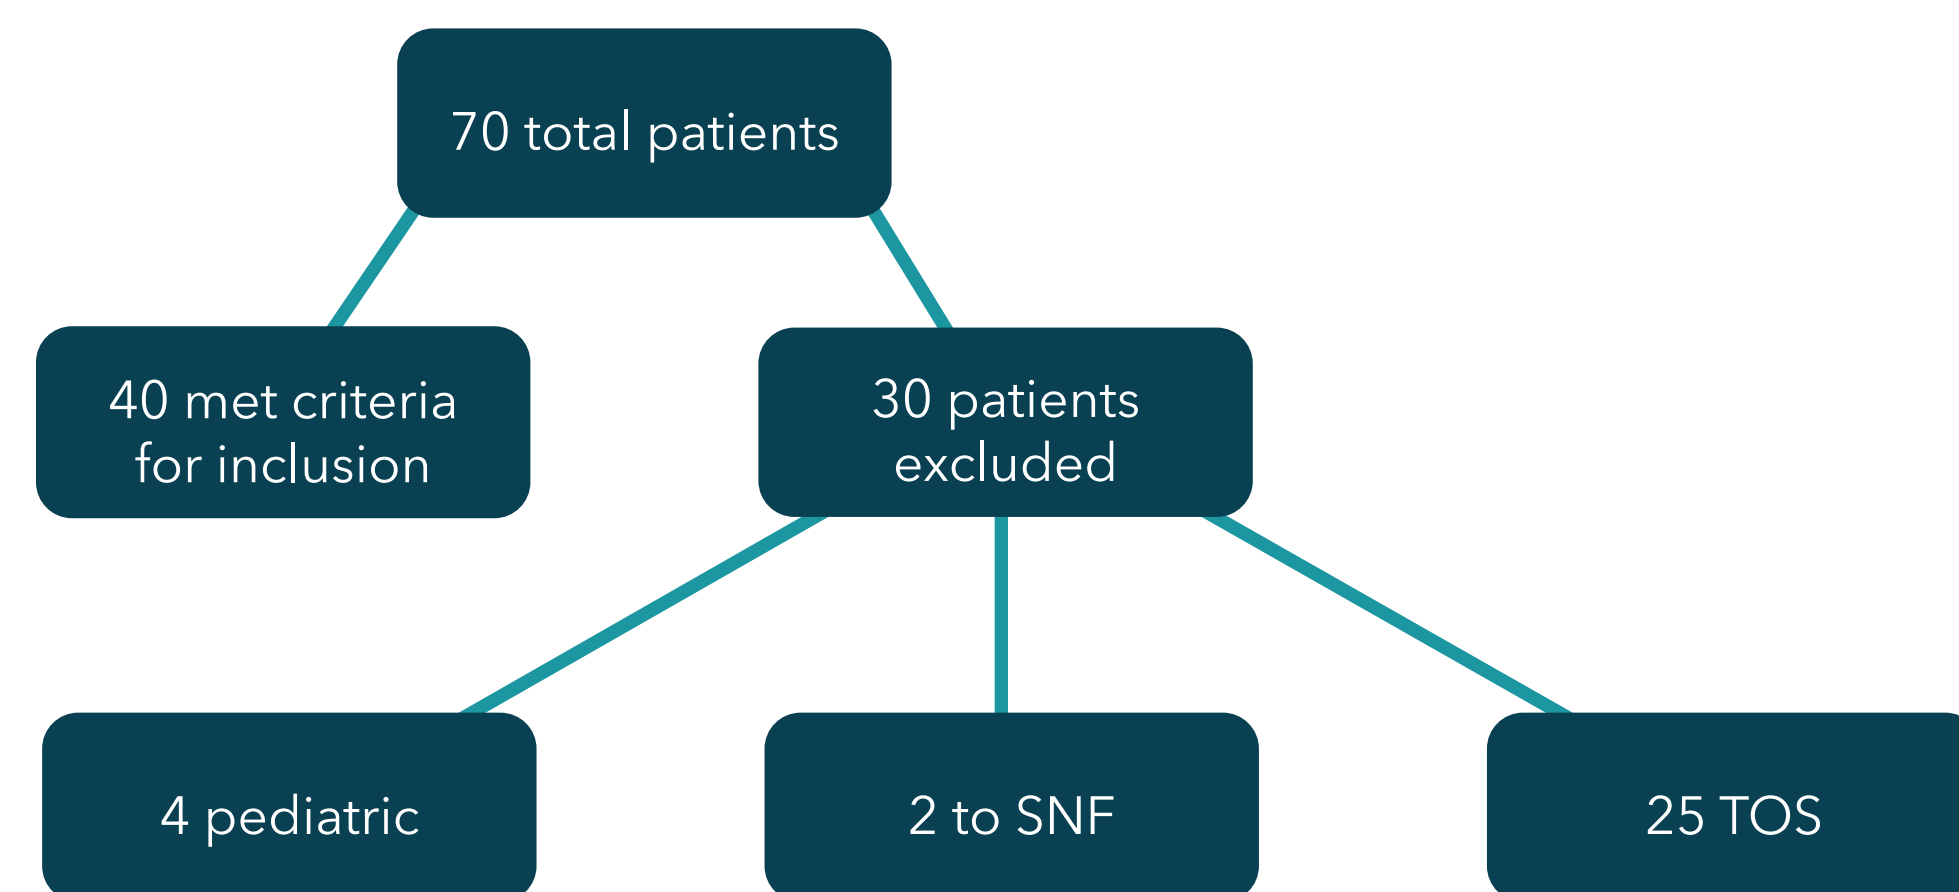 70 total patients
40 met criteria
for inclusion
30 patients
excluded
4 pediatric
2 to SNF
25 TOS